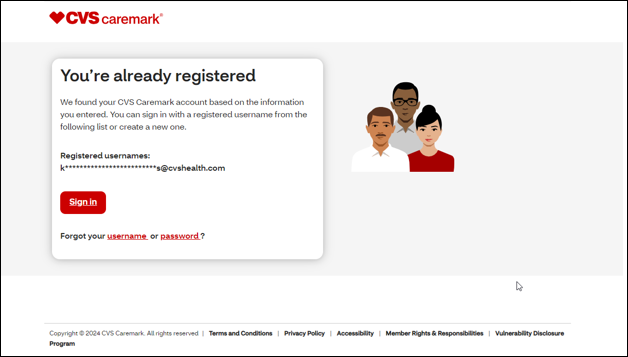 CVS caremark®
You're already registered
We found your CVS Caremark account based on the information
you entered. You can sign in with a registered username from the
following list or create a new one.
Registered usernames:
k*************************s@cvshealth.com
Sign in
Forgot your username or password ?
Copyright © 2024 CVS Caremark. All rights reserved | Terms and Conditions | Privacy Policy | Accessibility | Member Rights & Responsibilities | Vulnerability Disclosure
Program